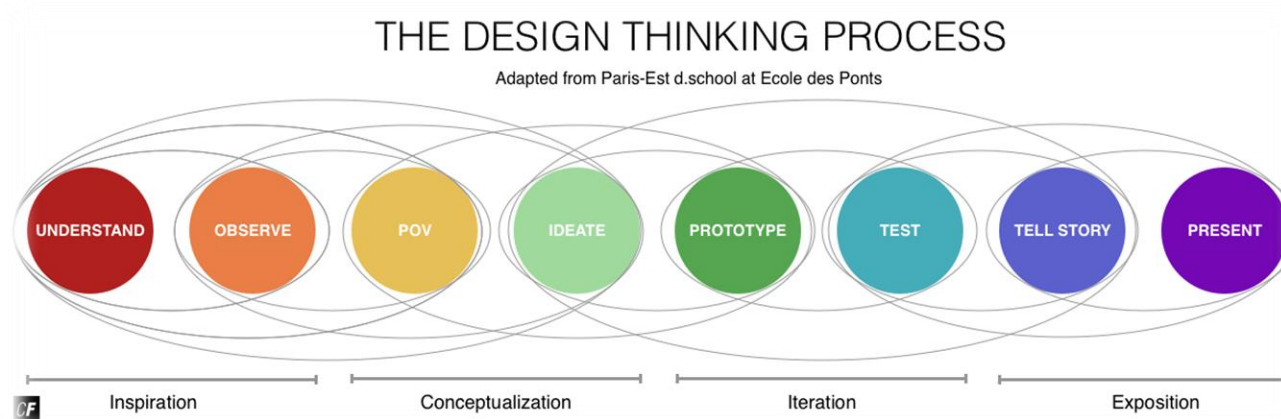 THE DESIGN THINKING PROCESS
Adapted from Paris-Est d.school at Ecole des Ponts
UNDERSTAND
OBSERVE
POV
IDEATE
PROTOTYPE
TEST
TELL STORY
PRESENT
Inspiration
Conceptualization
Iteration
Exposition
CF